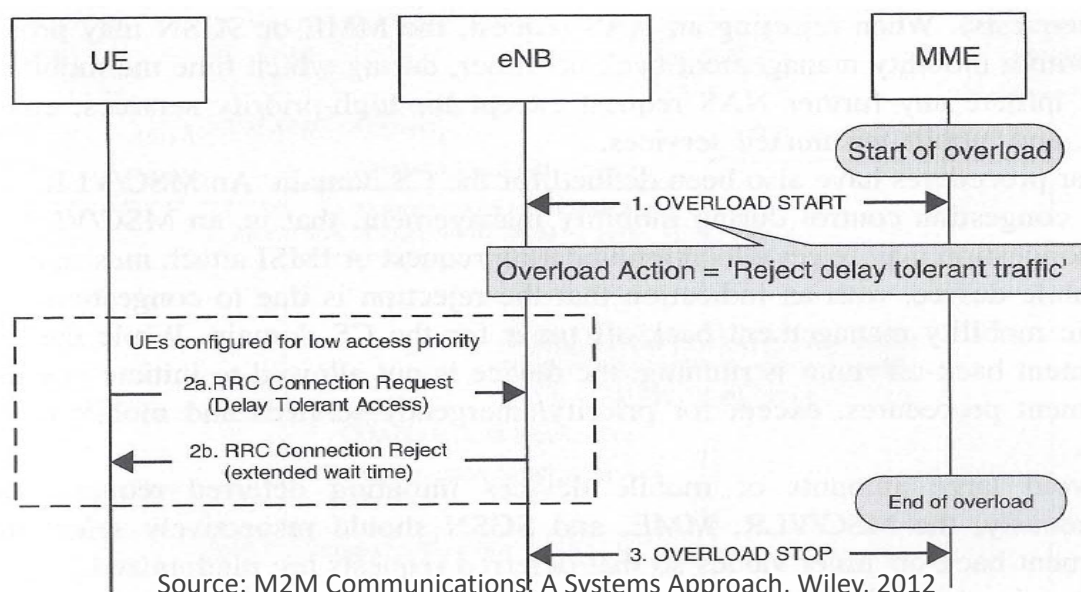 UE
eNB
MME
Start of overload
1. OVERLOAD START
Overload Action = 'Reject delay tolerant traffic'
UEs configured for low access priority
2a.RRC Connection Request
(Delay Tolerant Access)
2b. RRC Connection Reject
(extended wait time)
End of overload
3. OVERLOAD STOP
Source: M2M Communications: A Systems Approach, Wiley, 2012